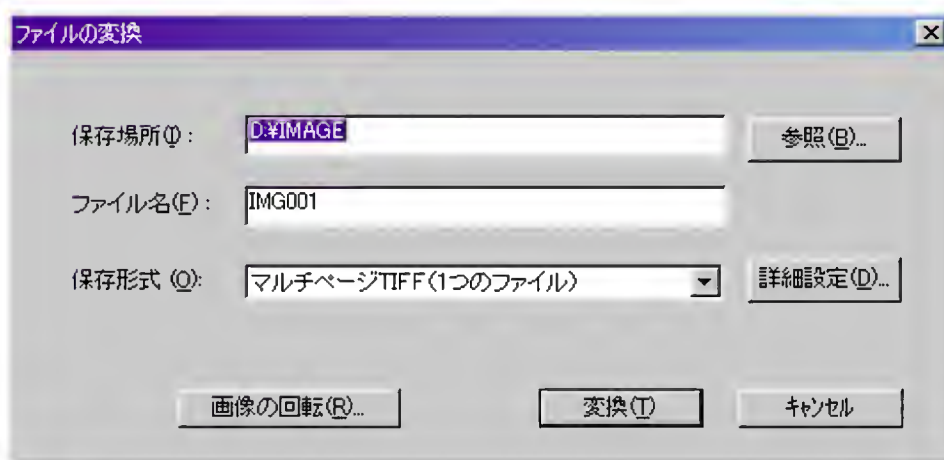 ファイルの変換
保存場所(I)： D:¥IMAGE 参照(B)...
ファイル名(F)： IMG001
保存形式 (O): マルチページTIFF(1つのファイル) 詳細設定(D)...
画像の回転(R)... 変換(T) キャンセル